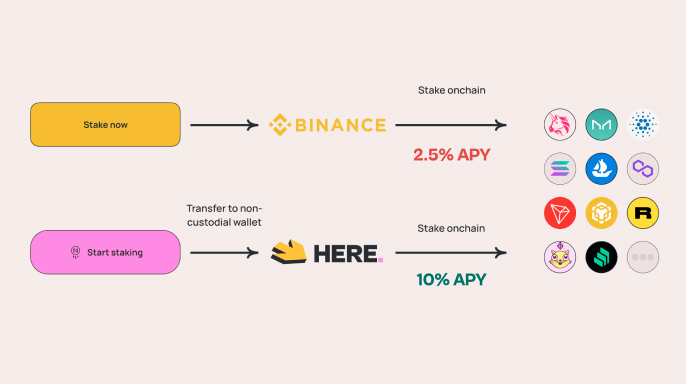 Stake onchain
Stake now
BINANCE
2.5% APY
Transfer to non-
custodial wallet
Stake onchain
Start staking
HERE.
10% APY
R